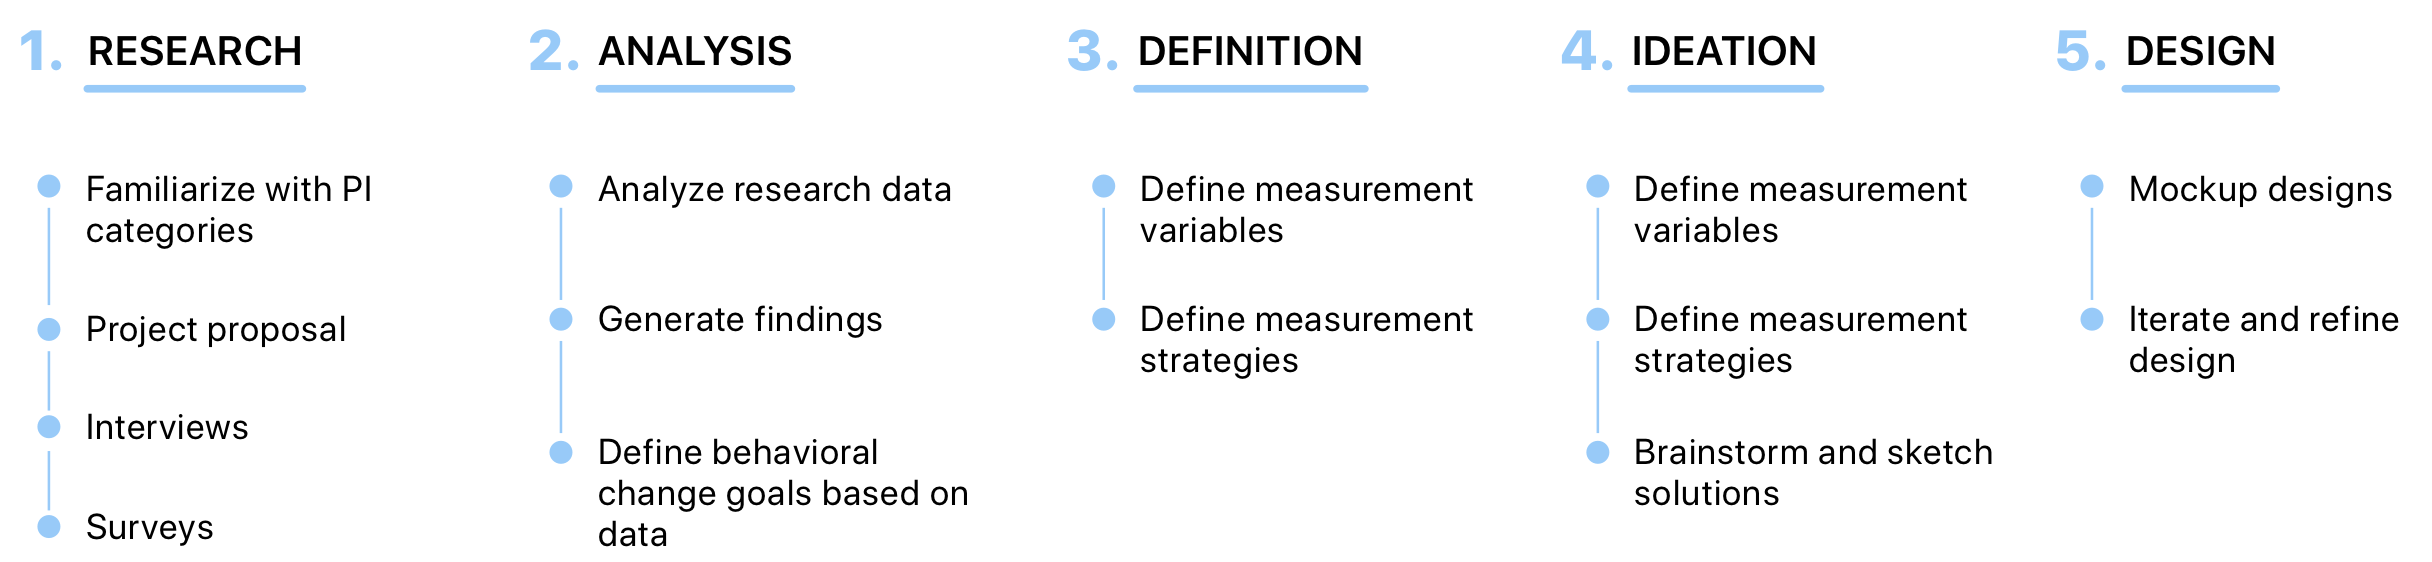 1. RESEARCH
Familiarize with PI
categories
Project proposal
Interviews
Surveys
2. ANALYSIS
Analyze research data
Generate findings
Define behavioral
change goals based on
data
3. DEFINITION
Define measurement
variables
Define measurement
strategies
4. IDEATION
Define measurement
variables
Define measurement
strategies
Brainstorm and sketch
solutions
5. DESIGN
Mockup designs
Iterate and refine
design